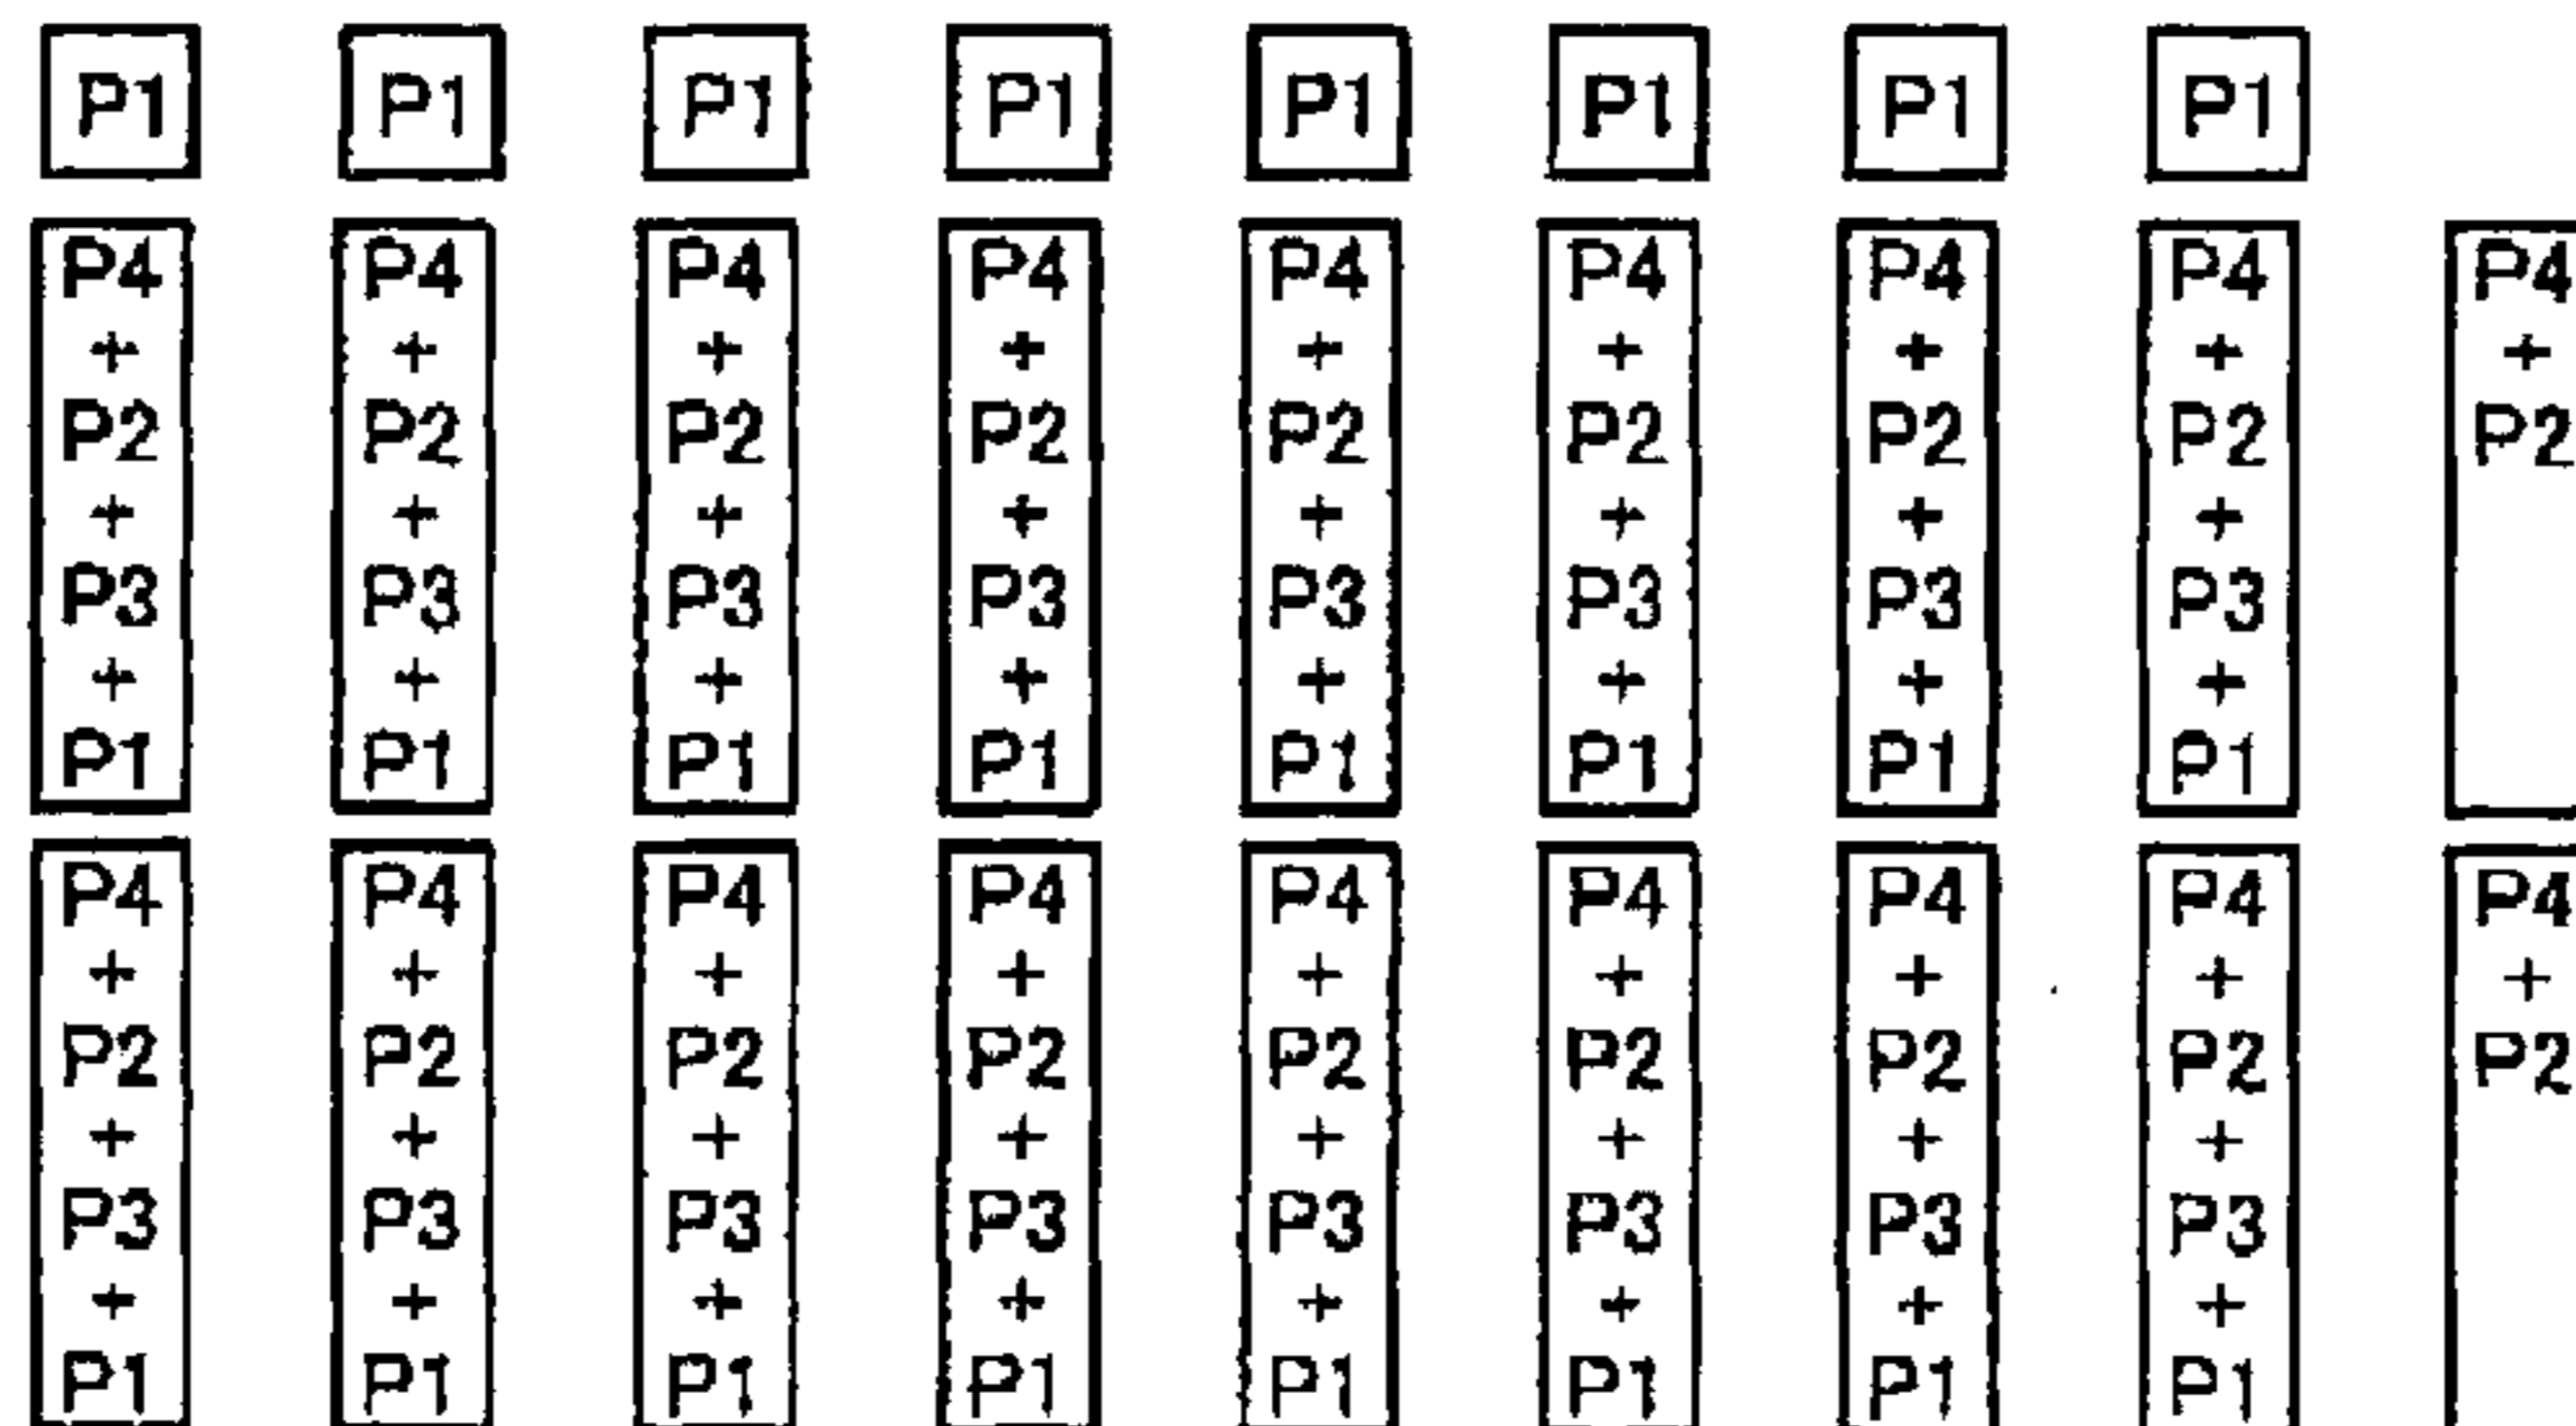 P1 P1 P1 P1 P1 P1 P1 P1
P4 P4 P4 P4 P4 P4 P4 P4 P4
+ + + + + + + + +
P2 P2 P2 P2 P2 P2 P2 P2 P2
+ + + + + + + +
P3 P3 P3 P3 P3 P3 P3 P3
+ + + + + + + +
P1 P1 P1 P1 P1 P1 P1 P1
P4 P4 P4 P4 P4 P4 P4 P4 P4
+ + + + + + + + +
P2 P2 P2 P2 P2 P2 P2 P2 P2
+ + + + + + + +
P3 P3 P3 P3 P3 P3 P3 P3
+ + + + + + + +
P1 P1 P1 P1 P1 P1 P1 P1